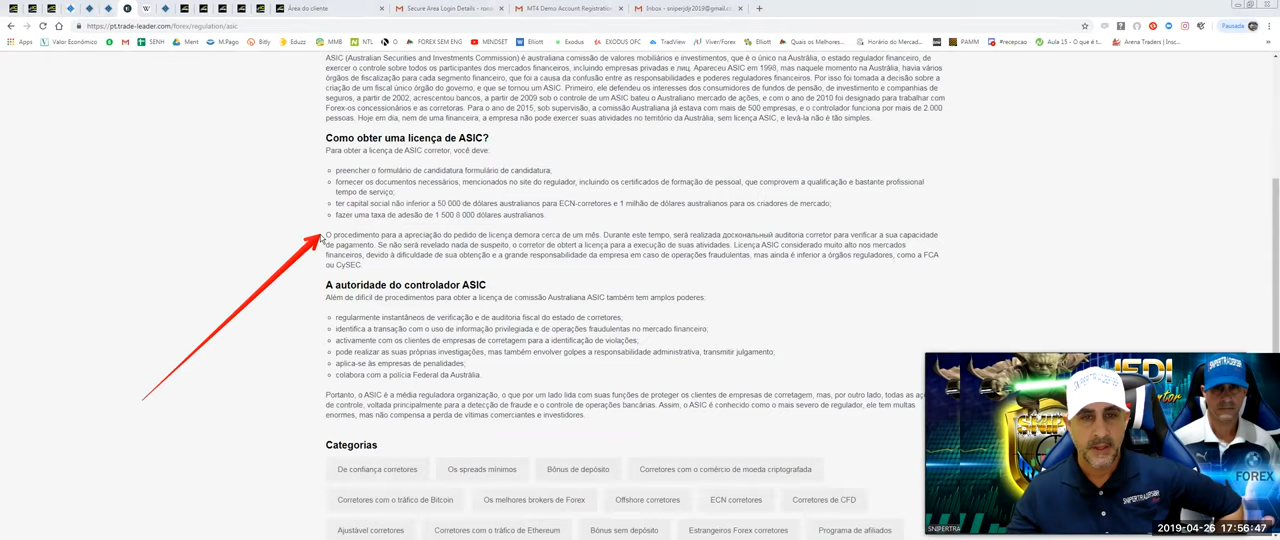 Área do cliente
Secure Area Login Details - roxas
MT4 Demo Account Registration
Inbox - sniperjdjr2019@gmail.co
https://pt.trade-leader.com/forex/regulation/asic
Pausada
Apps
Valor Econômico
SENH
Ment
M.Pago
Bitly
Eduzz
MMB
NTL
O
FOREX SEM ENG
MINDSET
Elliott
Exodus
EXODUS OFC
TradView
Viver/Forex
Elliott
Quais os Melhores...
Horário do Mercad...
PAMM
#recepcao
Aula 15 - O que é t...
Arena Traders | Insc...
ASIC (Australian Securities and Investments Commission) é australiana comissão de valores mobiliários e investimentos, que é o único na Austrália, o estado regulador financeiro, de
exercer o controle sobre todos os participantes dos mercados financeiros, incluindo empresas privadas e лиц. Apareceu ASIC em 1998, mas naquele momento na Austrália, havia vários
órgãos de fiscalização para cada segmento financeiro, que foi a causa da confusão entre as responsabilidades e poderes reguladores financeiros. Por isso foi tomada a decisão sobre a
criação de um fiscal único órgão do governo, e que se tornou um ASIC. Primeiro, ele defendeu os interesses dos consumidores de fundos de pensão, de investimento e companhias de
seguros, a partir de 2002, acrescentou bancos, a partir de 2009 sob o controle de um ASIC bateu o Australiano mercado de ações, e com o ano de 2010 foi designado para trabalhar com
Forex-os concessionários e as corretoras. Para o ano de 2015, sob supervisão, a comissão Australiana já estava com mais de 500 empresas, e o controlador funciona por mais de 2.000
pessoas. Hoje em dia, nem de uma financeira, a empresa não pode exercer suas atividades no território da Austrália, sem licença ASIC, e levá-la não é tão simples.
Como obter uma licença de ASIC?
Para obter a licença de ASIC corretor, você deve:
preencher o formulário de candidatura formulário de candidatura;
fornecer os documentos necessários, mencionados no site do regulador, incluindo os certificados de formação de pessoal, que comprovem a qualificação e bastante profissional
tempo de serviço;
ter capital social não inferior a 50 000 de dólares australianos para ECN-corretores e 1 milhão de dólares australianos para os criadores de mercado;
fazer uma taxa de adesão de 1 500 8 000 dólares australianos.
O procedimento para a apreciação do pedido de licença demora cerca de um mês. Durante este tempo, será realizada доскональный auditoria corretor para verificar a sua capacidade
de pagamento. Se não será revelado nada de suspeito, o corretor de obtert a licença para a execução de suas atividades. Licença ASIC considerado muito alto nos mercados
financeiros, devido à dificuldade de sua obtenção e a grande responsabilidade da empresa em caso de operações fraudulentas, mas ainda é inferior a órgãos reguladores, como a FCA
ou CySEC.
A autoridade do controlador ASIC
Além de difícil de procedimentos para obter a licença de comissão Australiana ASIC também tem amplos poderes:
regularmente instantâneos de verificação e de auditoria fiscal do estado de corretores;
identifica a transação com o uso de informação privilegiada e de operações fraudulentas no mercado financeiro;
activamente com os clientes de empresas de corretagem para a identificação de violações;
pode realizar as suas próprias investigações, mas também envolver golpes a responsabilidade administrativa, transmitir julgamento;
aplica-se às empresas de penalidades;
colabora com a polícia Federal da Austrália.
Portanto, o ASIC é a média reguladora organização, o que por um lado lida com suas funções de proteger os clientes de empresas de corretagem, mas, por outro lado, todas as
de controle, voltada principalmente para a detecção de fraude e o controle de operações bancárias. Assim, o ASIC é conhecido como o mais severo de regulador, ele tem multas
enormes, mas não compensa a perda de vítimas comerciantes e investidores.
Categorias
De confiança corretores
Os spreads mínimos
Bônus de depósito
Corretores com o comércio de moeda criptografada
Corretores com o tráfico de Bitcoin
Os melhores brokers de Forex
Offshore corretores
ECN corretores
Corretores de CFD
Ajustável corretores
Corretores com o tráfico de Ethereum
Bônus sem depósito
Estrangeiros Forex corretores
Programa de afiliados
JEDI
FOREX
SNIPERTRA
2019-04-26 17:56:47